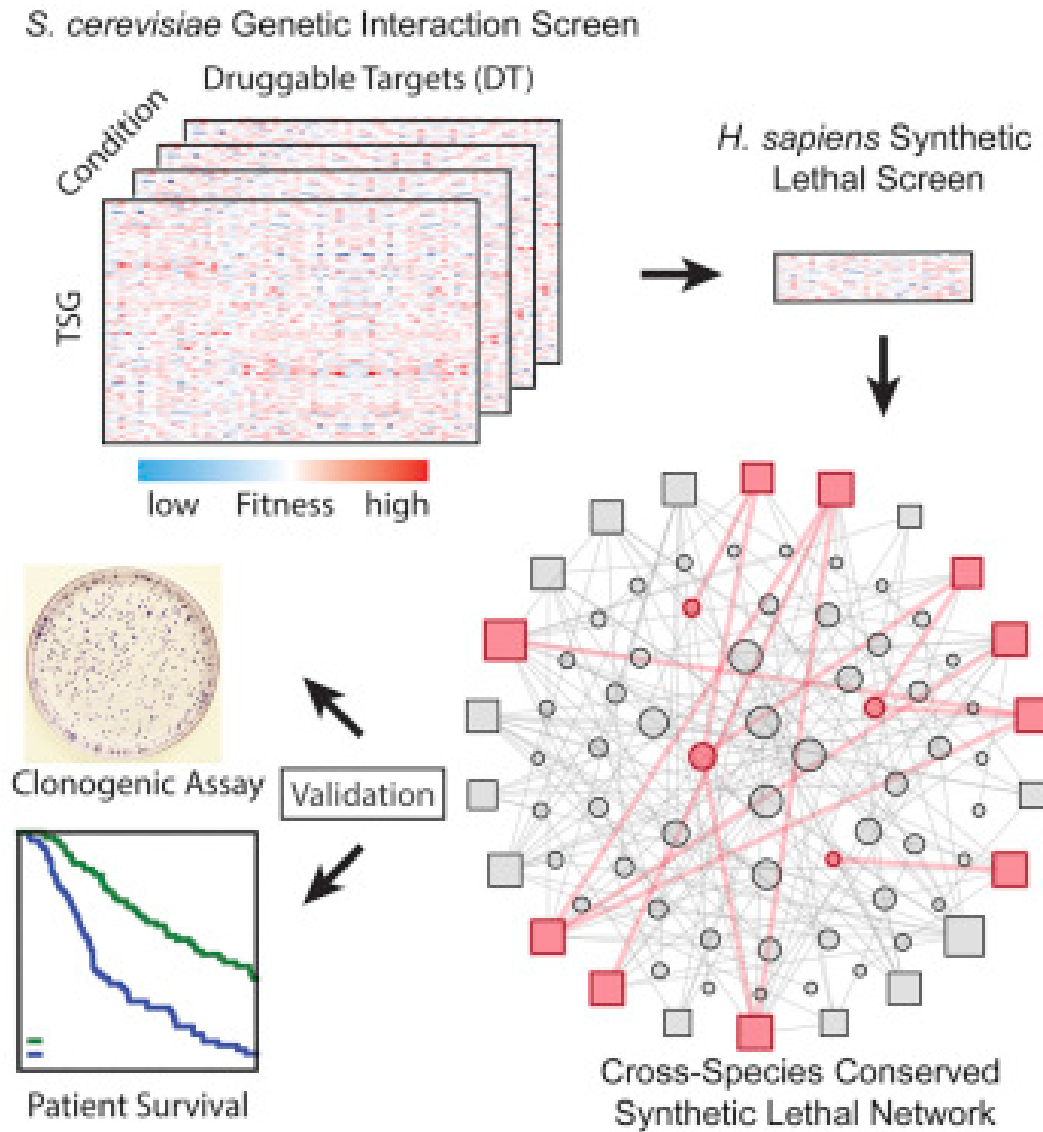 S. cerevisiae Genetic Interaction Screen
Druggable Targets (DT)
Condition
TSG
low Fitness high
H. sapiens Synthetic
Lethal Screen
Clonogenic Assay
Validation
Patient Survival
Cross-Species Conserved
Synthetic Lethal Network